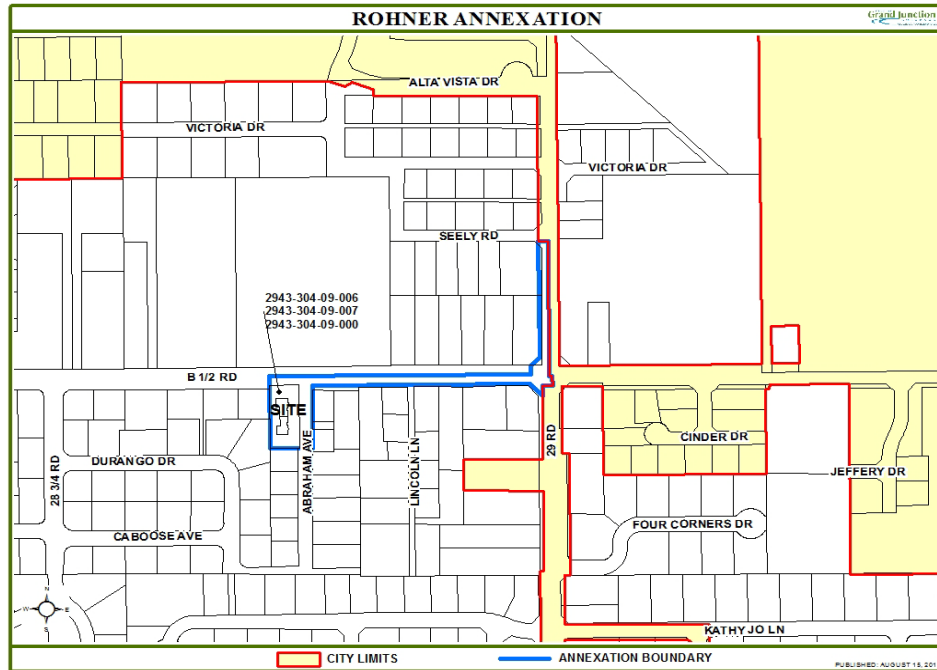 ROHNER ANNEXATION
Grand Junction
ALTA VISTA DR
VICTORIA DR
VICTORIA DR
SEELY RD
2943-304-09-006
2943-304-09-007
2943-304-09-000
B 1/2 RD
SITE
29 RD
CINDER DR
28 3/4 RD
DURANGO DR
ABRAHAM AVE
LINCOLN LN
JEFFERY DR
FOUR CORNERS DR
CABOOSE AVE
N
W E
S
KATHY JO LN
CITY LIMITS
ANNEXATION BOUNDARY
PUBLISHED: AUGUST 15, 201